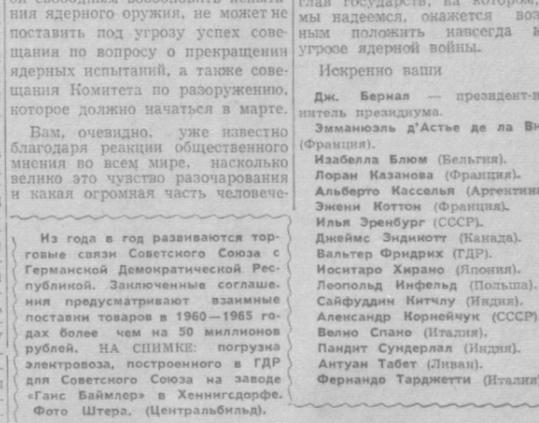 ния ядерного оружия, не может не
поставить под угрозу успех сове-
щания по вопросу о прекращении
ядерных испытаний, а также сове-
щания Комитета по разоружению,
которое должно начаться в марте.
Вам, очевидно, уже известно
благодаря реакции общественного
мнения во всем мире, насколько
велико это чувство разочарования
и какая огромная часть человече-
Из года в год развиваются тор-
говые связи Советского Союза с
Германской Демократической Рес-
публикой. Заключенные соглаше-
ния предусматривают взаимные
поставки товаров в 1960—1965 го-
дах более чем на 50 миллионов
рублей. НА СНИМКЕ: погрузка
электровоза, построенного в ГДР
для Советского Союза на заводе
«Ганс Баймлер» в Хеннигсдорфе.
Фото Штера. (Центральбильд).
глав государств, на котором,
мы надеемся, окажется воз
ным положить навсегда к
угрозе ядерной войны.
Искренно ваши
Дж. Бернал — президент-и
нитель президиума.
Эммануэль д'Астье де ла Ви
(Франция).
Изабелла Блюм (Бельгия).
Лоран Казанова (Франция).
Альберто Касселья (Аргентин
Эжени Коттон (Франция).
Илья Эренбург (СССР).
Джеймс Эндикотт (Канада).
Вальтер Фридрих (ГДР).
Иоситаро Хирано (Япония).
Леопольд Инфельд (Польша).
Сайфуддин Китчлу (Индия).
Александр Корнейчук (СССР)
Велио Спано (Италия).
Пандит Сундерлал (Индия).
Антуан Табет (Ливан).
Фернандо Тарджетти (Италия